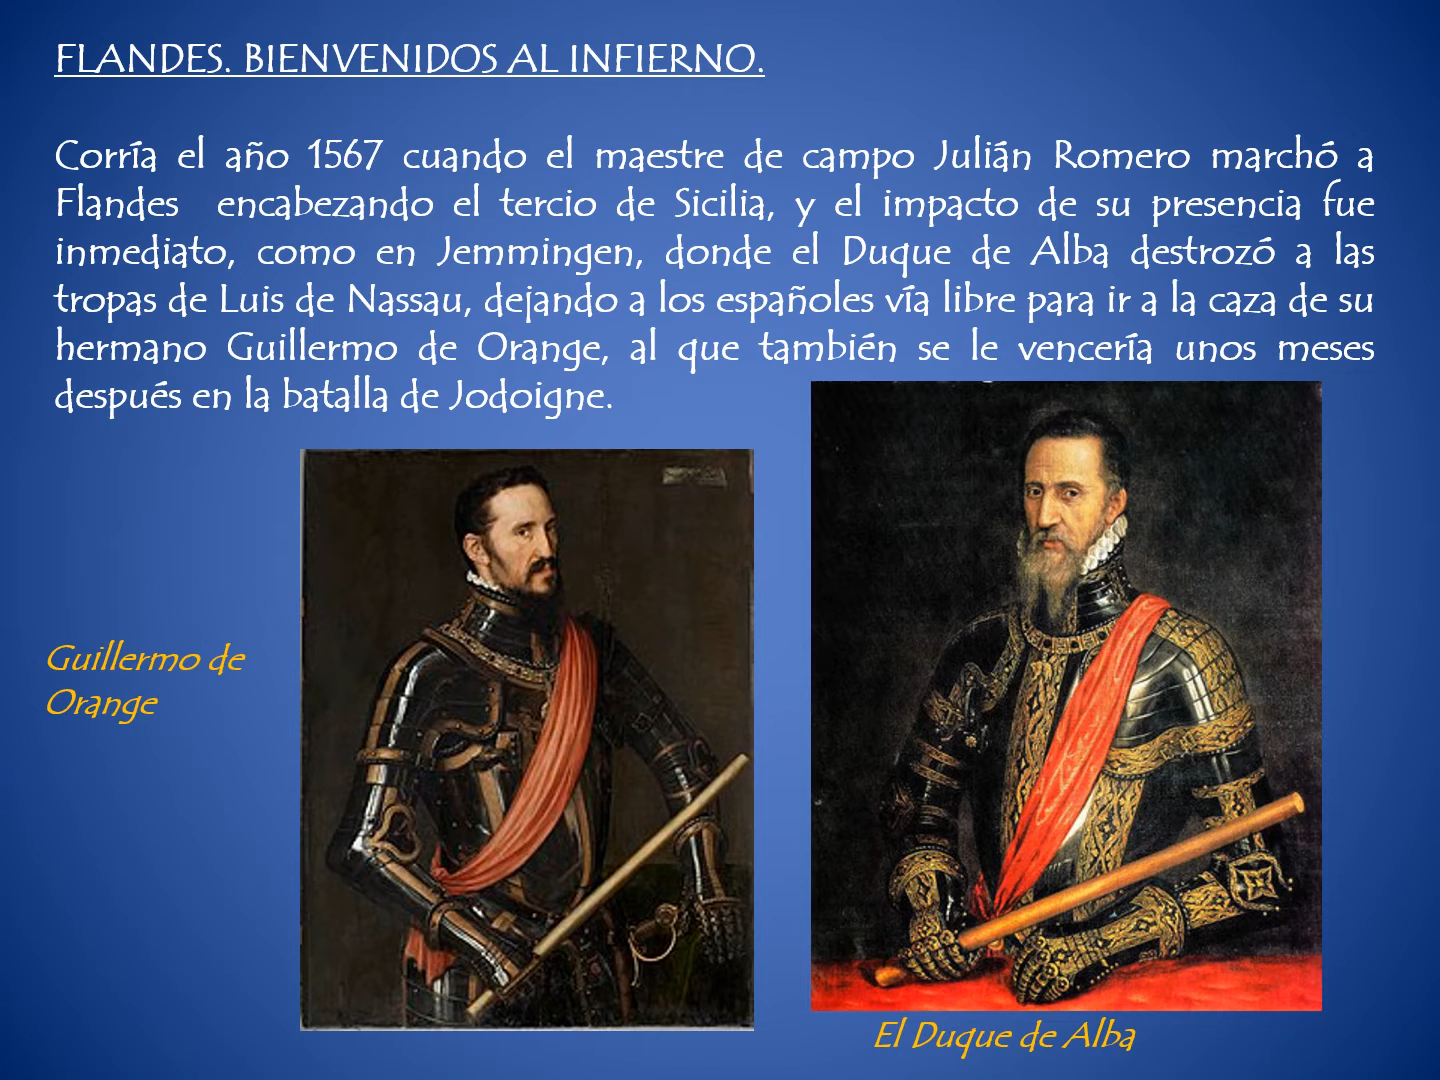 FLANDES. BIENVENIDOS AL INFIERNO.
Corría el año 1567 cuando el maestre de campo Julián Romero marchó a
Flandes encabezando el tercio de Sicilia, y el impacto de su presencia fue
inmediato, como en Jemmingen, donde el Duque de Alba destrozó a las
tropas de Luis de Nassau, dejando a los españoles vía libre para ir a la caza de su
hermano Guillermo de Orange, al que también se le vencería unos meses
después en la batalla de Jodoigne.
Guillermo de
Orange
El Duque de Alba